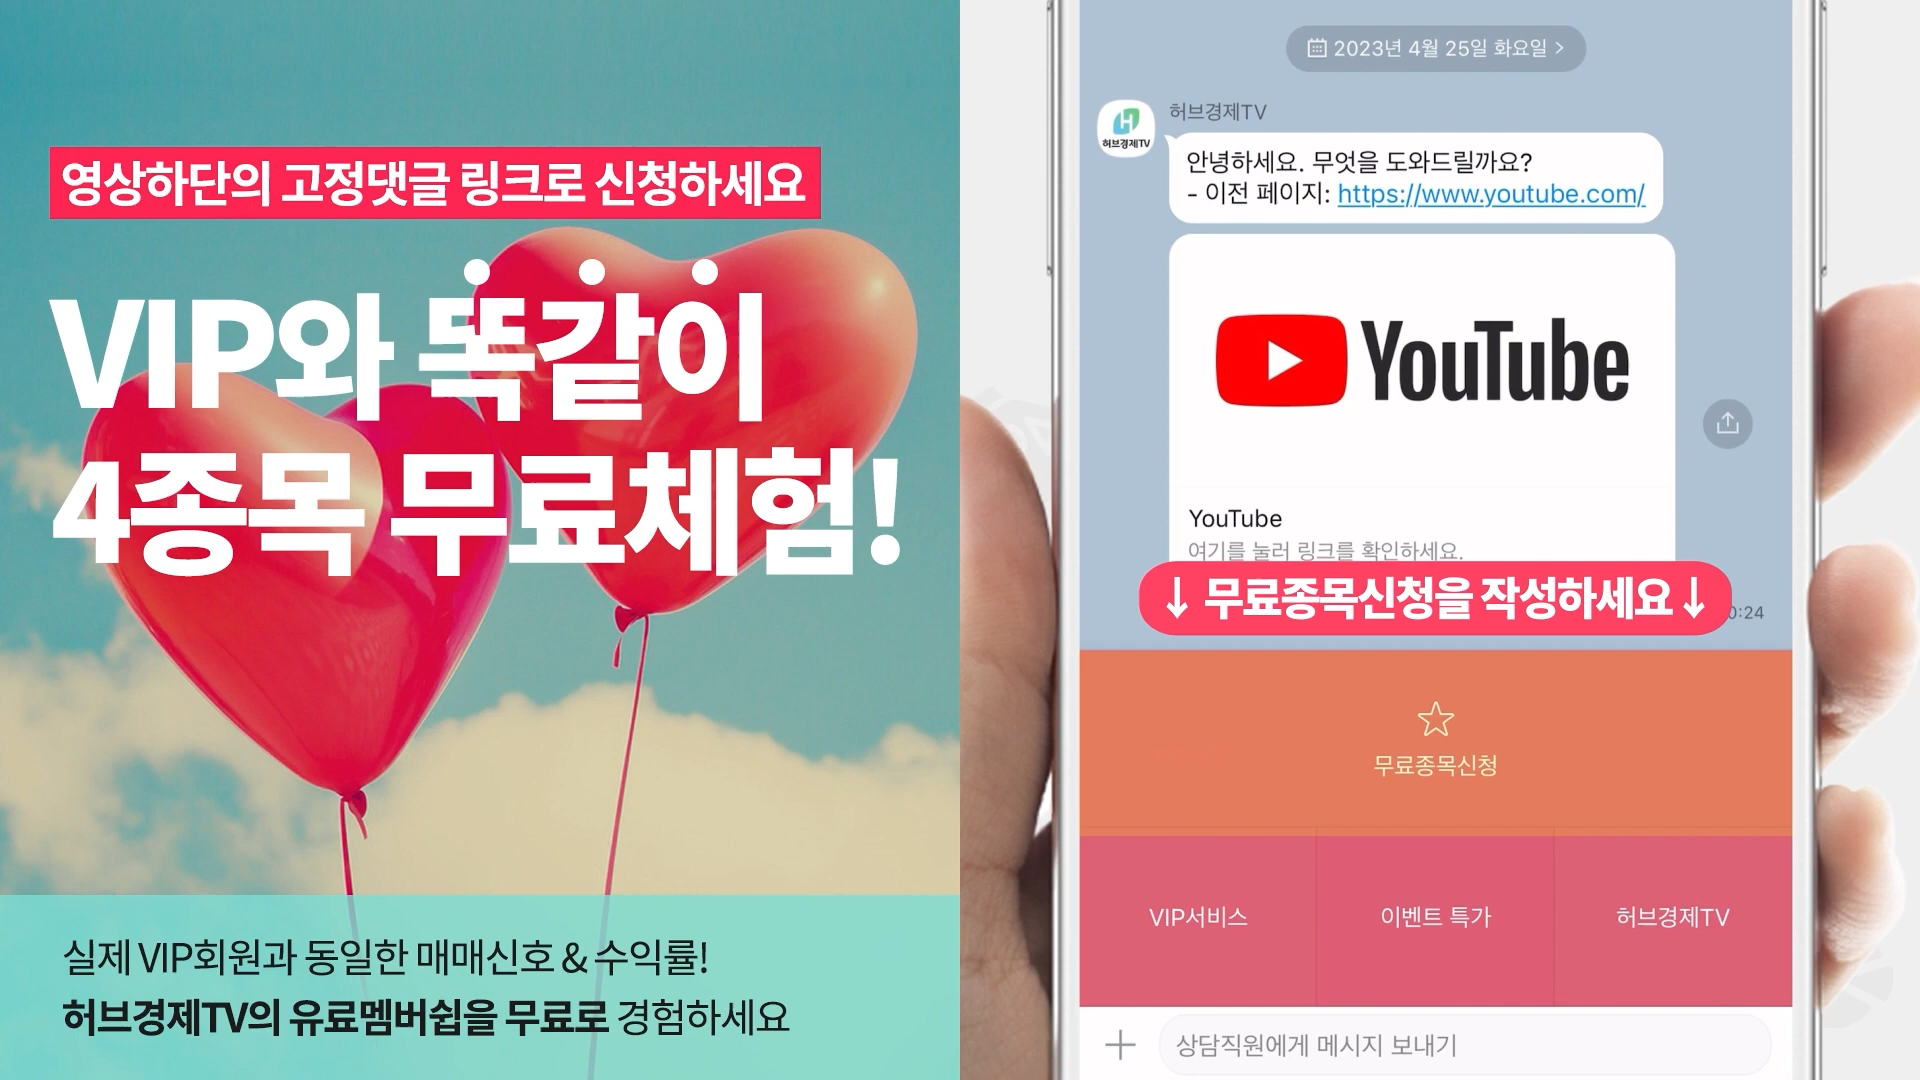 영상하단의 고정댓글 링크로 신청하세요
VIP와 똑같이
4종목 무료체험!
실제 VIP회원과 동일한 매매신호 & 수익률!
허브경제TV의 유료멤버쉽을 무료로 경험하세요
2023년 4월 25일 화요일 >
허브경제TV
허브경제TV
안녕하세요. 무엇을 도와드릴까요?
- 이전 페이지: https://www.youtube.com/
YouTube
YouTube
여기를 눌러 링크를 확인하세요.
↓ 무료종목신청을 작성하세요 ↓
0:24
무료종목신청
VIP서비스
이벤트 특가
허브경제TV
상담직원에게 메시지 보내기